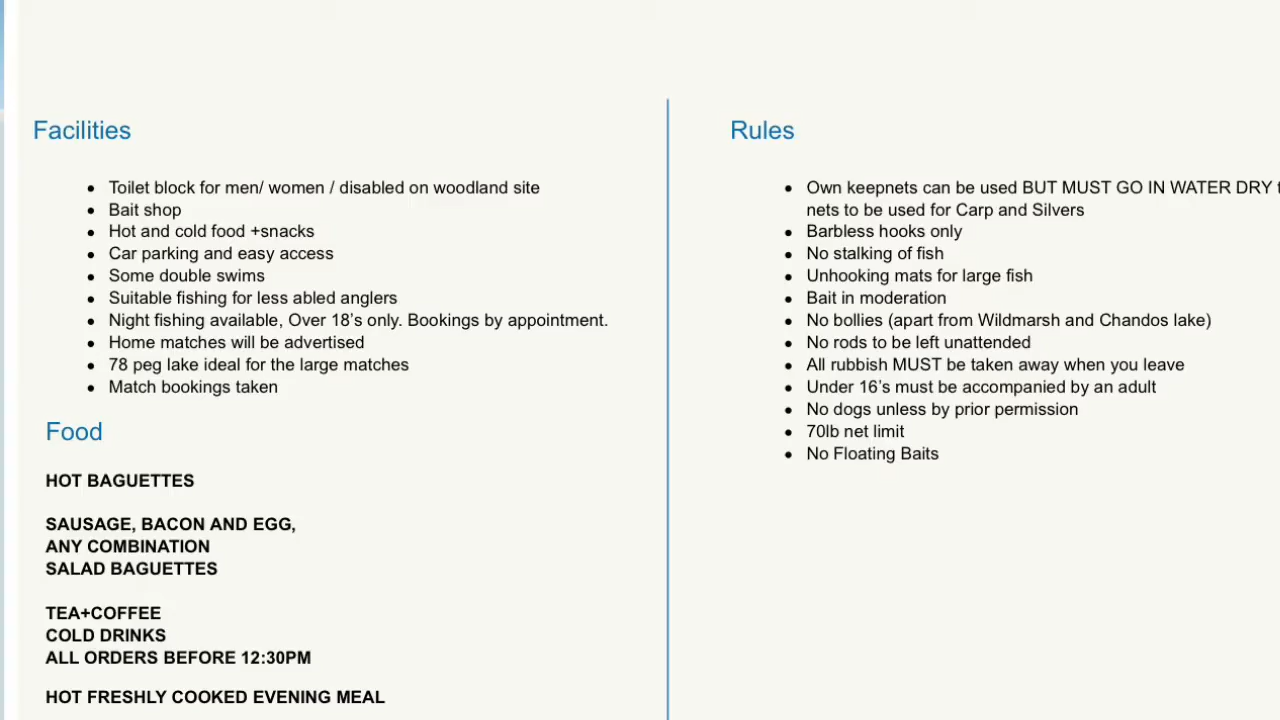 Facilities
Toilet block for men/ women / disabled on woodland site
Bait shop
Hot and cold food +snacks
Car parking and easy access
Some double swims
Suitable fishing for less abled anglers
Night fishing available, Over 18’s only. Bookings by appointment.
Home matches will be advertised
78 peg lake ideal for the large matches
Match bookings taken
Food
HOT BAGUETTES
SAUSAGE, BACON AND EGG,
ANY COMBINATION
SALAD BAGUETTES
TEA+COFFEE
COLD DRINKS
ALL ORDERS BEFORE 12:30PM
HOT FRESHLY COOKED EVENING MEAL
Rules
Own keepnets can be used BUT MUST GO IN WATER DRY
nets to be used for Carp and Silvers
Barbless hooks only
No stalking of fish
Unhooking mats for large fish
Bait in moderation
No bollies (apart from Wildmarsh and Chandos lake)
No rods to be left unattended
All rubbish MUST be taken away when you leave
Under 16’s must be accompanied by an adult
No dogs unless by prior permission
70lb net limit
No Floating Baits